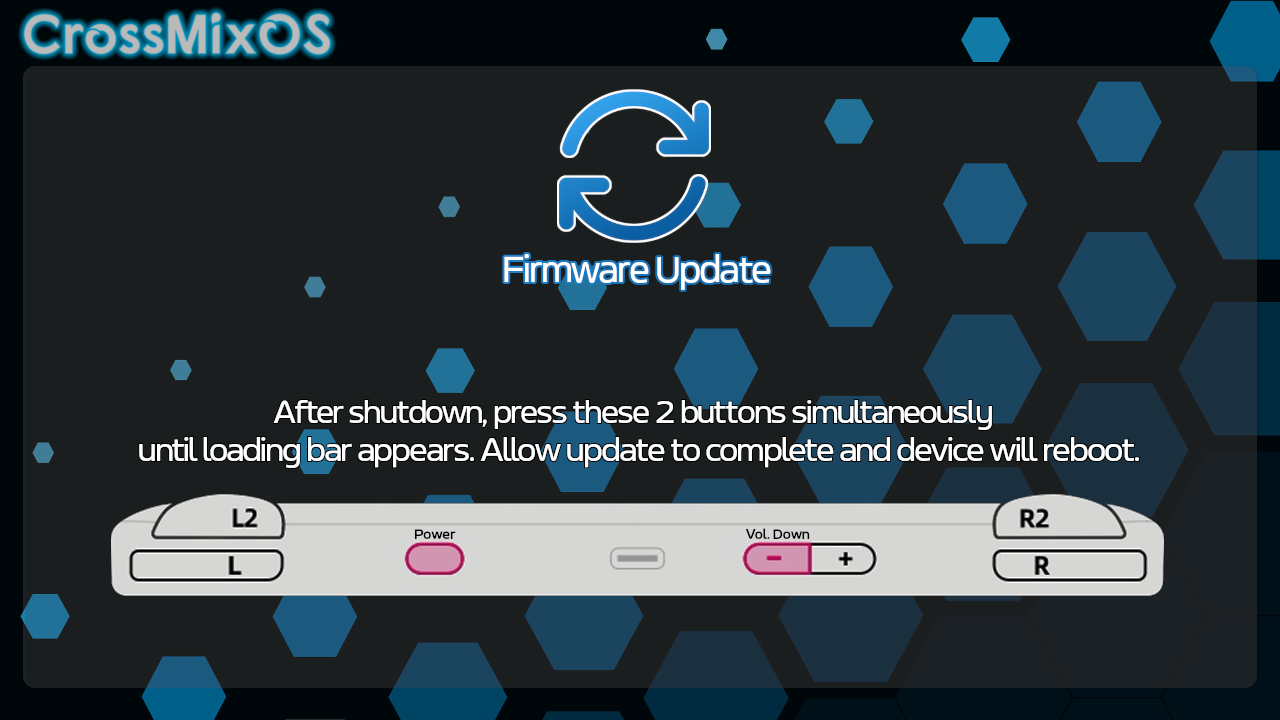 CrossMixOS
Firmware Update
After shutdown, press these 2 buttons simultaneously
until loading bar appears. Allow update to complete and device will reboot.
L2
R2
Power
Vol. Down
L
-
+
R